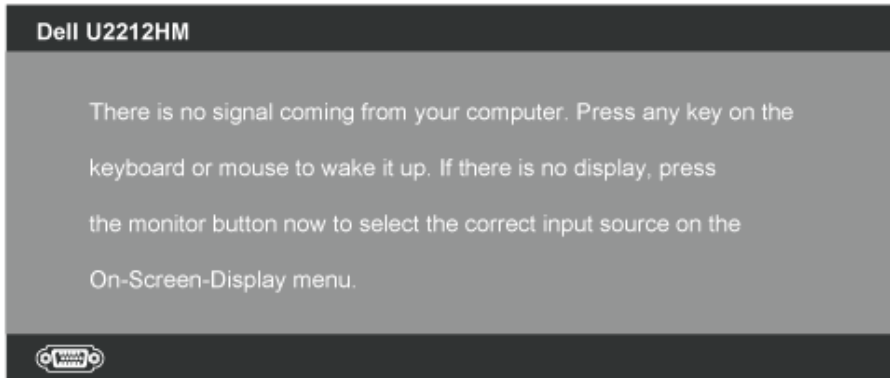 Dell U2212HM
There is no signal coming from your computer. Press any key on the
keyboard or mouse to wake it up. If there is no display, press
the monitor button now to select the correct input source on the
On-Screen-Display menu.